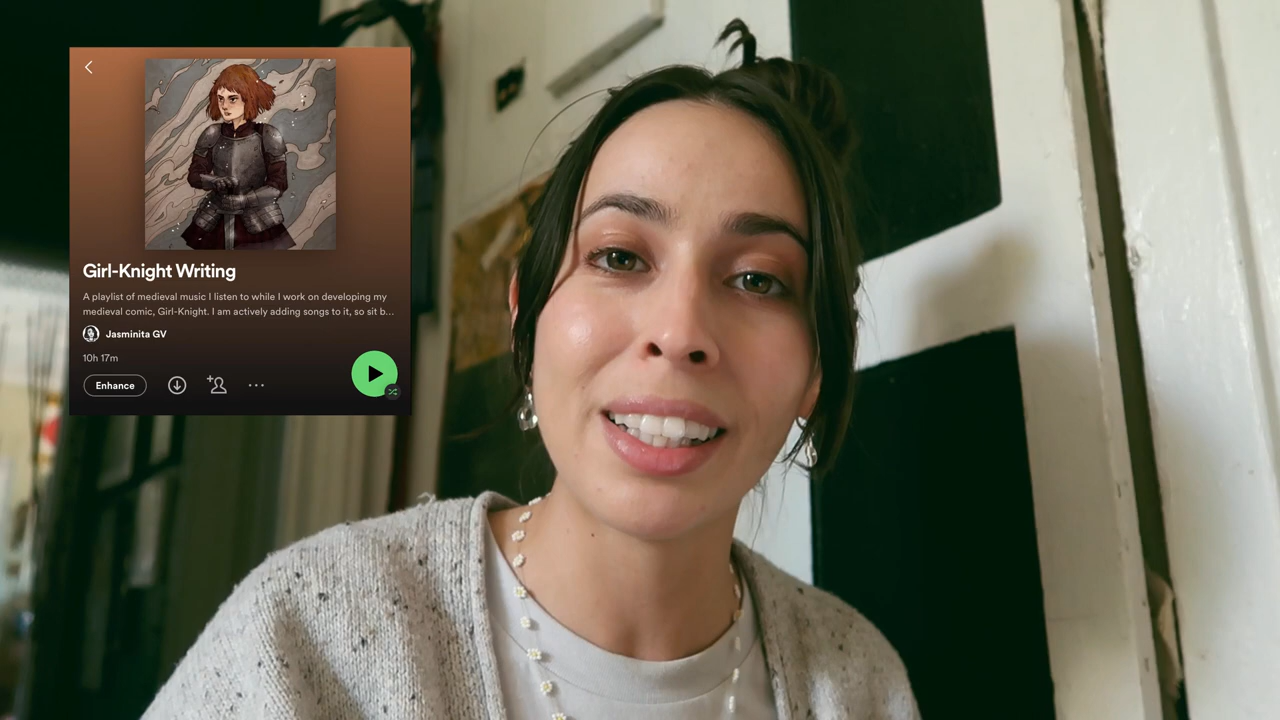 Girl-Knight Writing
A playlist of medieval music I listen to while I work on developing my
medieval comic, Girl-Knight. I am actively adding songs to it, so sit b...
Jasminita GV
10h 17m
Enhance